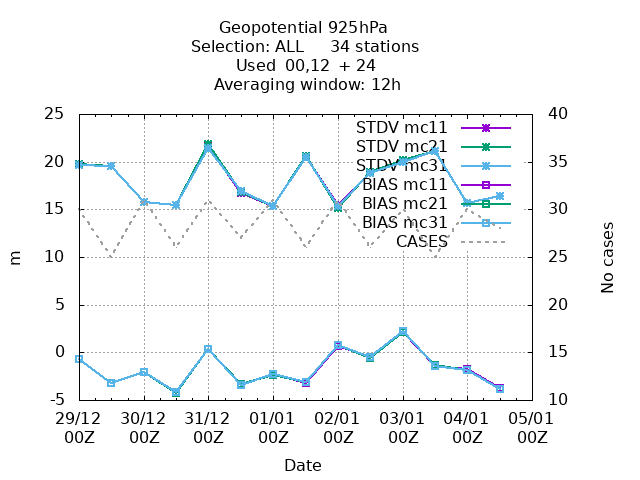 Geopotential 925hPa
Selection: ALL 34 stations
Used 00,12 + 24
Averaging window: 12h
25 40
STDV mc11
STDV mc21
20 35
STDV mc31
BIAS mc11
BIAS mc21
15 30
BIAS mc31
CASES
10 25
m
No cases
5 20
0 15
-5 10
29/12 30/12 31/12 01/01 02/01 03/01 04/01 05/01
00Z 00Z 00Z 00Z 00Z 00Z 00Z 00Z
Date